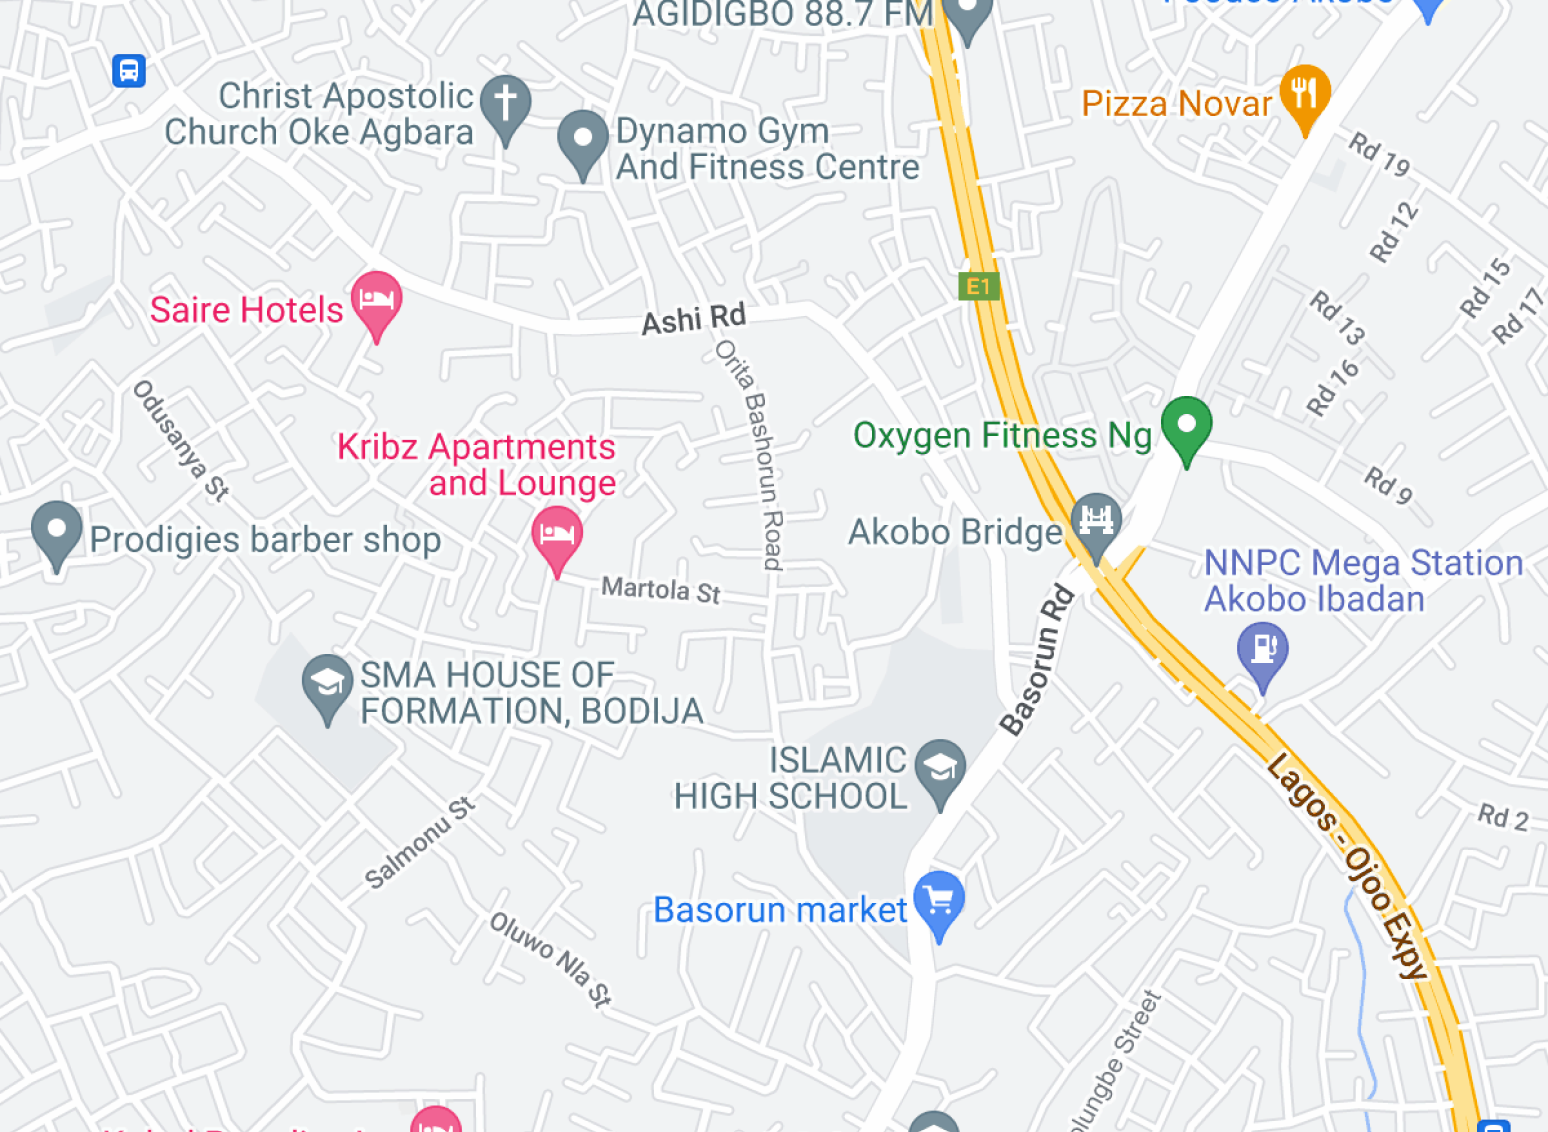 AGIDIGBO 88.7 FM
Christ Apostolic
Church Oke Agbara
Dynamo Gym
And Fitness Centre
Pizza Novar
Rd 19
Rd 12
Rd 15
Rd 17
Rd 13
Rd 16
E1
Saire Hotels
Ashi Rd
Orita Bashorun Road
Odusanya St
Kribz Apartments
and Lounge
Oxygen Fitness Ng
Rd 9
Prodigies barber shop
Akobo Bridge
NNPC Mega Station
Akobo Ibadan
Martola St
Basorun Rd
SMA HOUSE OF
FORMATION, BODIJA
ISLAMIC
HIGH SCHOOL
Lagos - Ojoo Expy
Rd 2
Salmonu St
Basorun market
Oluwo Nla St
olungbe Street